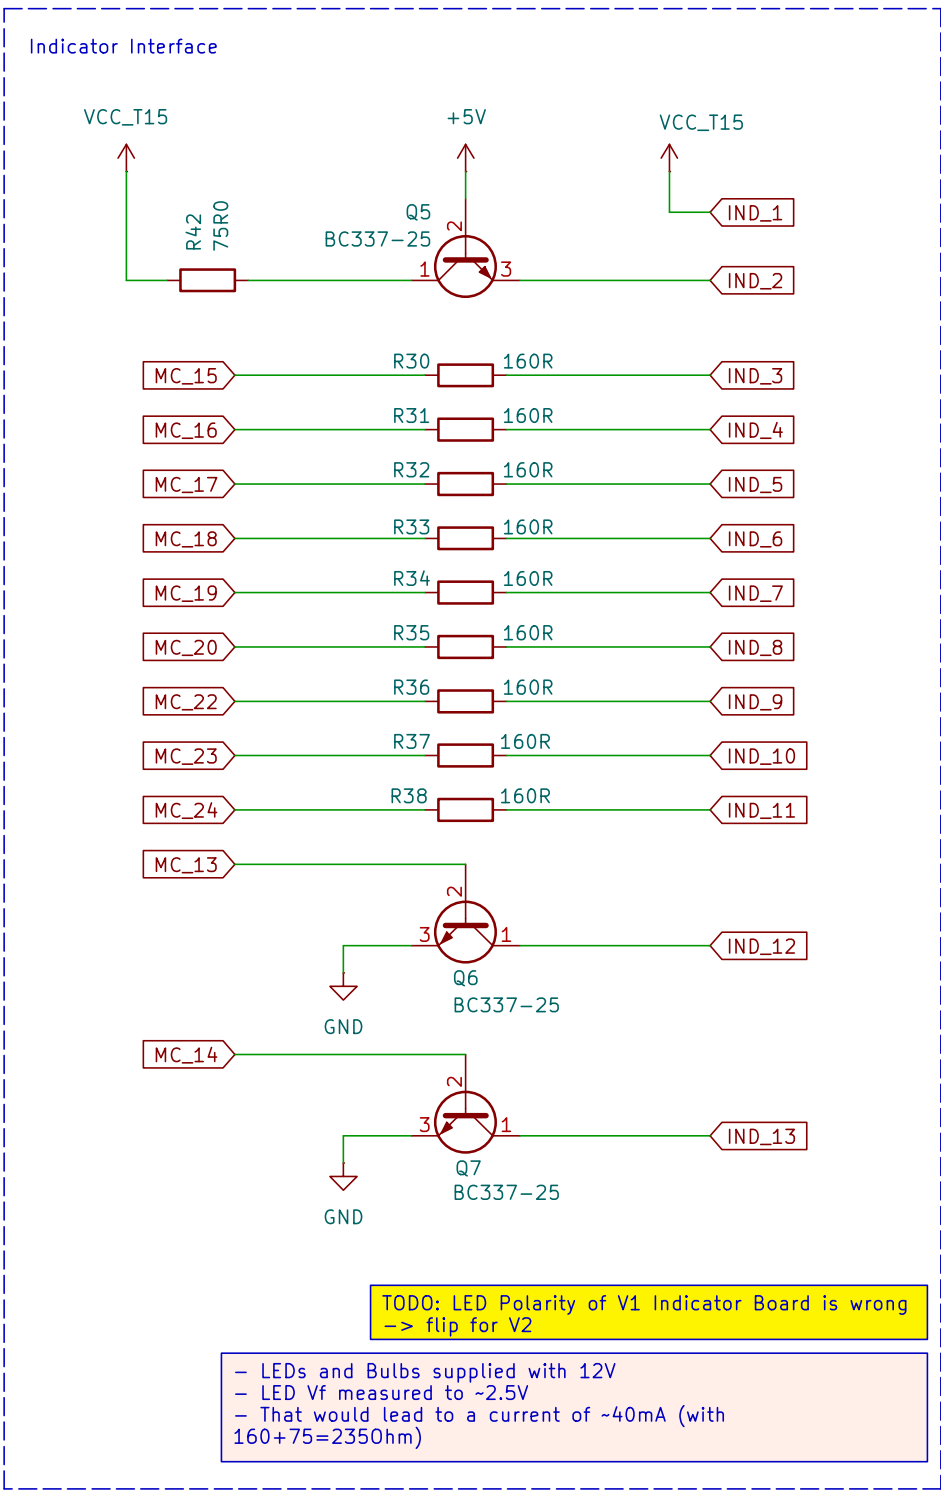 Indicator Interface
VCC_T15
+5V
VCC_T15
R42
75R0
Q5
BC337-25
2
1
3
IND_1
IND_2
MC_15
R30
160R
IND_3
MC_16
R31
160R
IND_4
MC_17
R32
160R
IND_5
MC_18
R33
160R
IND_6
MC_19
R34
160R
IND_7
MC_20
R35
160R
IND_8
MC_22
R36
160R
IND_9
MC_23
R37
160R
IND_10
MC_24
R38
160R
IND_11
MC_13
2
3
1
IND_12
Q6
BC337-25
GND
MC_14
2
3
1
IND_13
Q7
BC337-25
GND
TODO: LED Polarity of V1 Indicator Board is wrong
-> flip for V2
- LEDs and Bulbs supplied with 12V
- LED Vf measured to ~2.5V
- That would lead to a current of ~40mA (with
160+75=235Ohm)